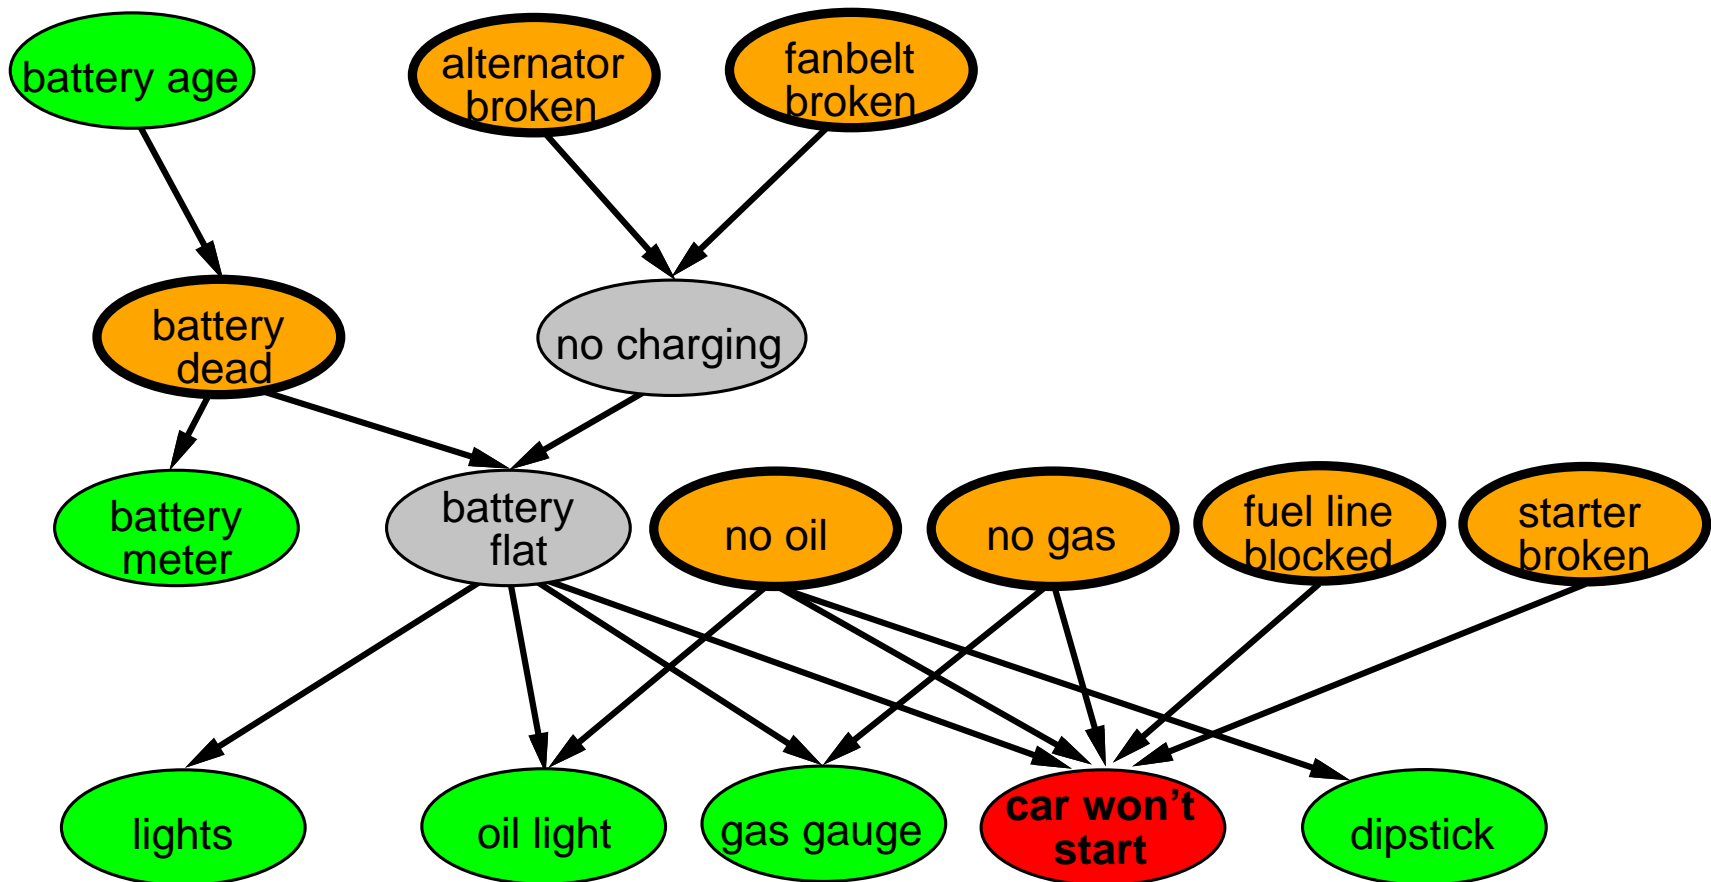 battery age
alternator
broken
fanbelt
broken
battery
dead
no charging
battery
meter
battery
flat
no oil
no gas
fuel line
blocked
starter
broken
lights
oil light
gas gauge
car won't
start
dipstick